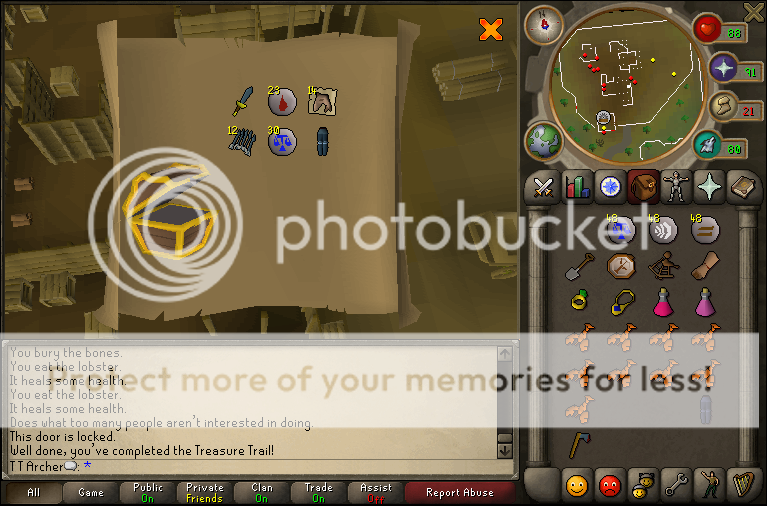 23
14
12
30
88
91
21
84
48
48
48
photobucket
Protect more of your memories for less!
You bury the bones.
You eat the lobster.
It heals some health.
You eat the lobster.
It heals some health.
Does what too many people aren't interested in doing.
This door is locked.
Well done, you've completed the Treasure Trail!
TT Archer: *
All
Game
Public
On
Private
Friends
Clan
On
Trade
On
Assist
Off
Report Abuse